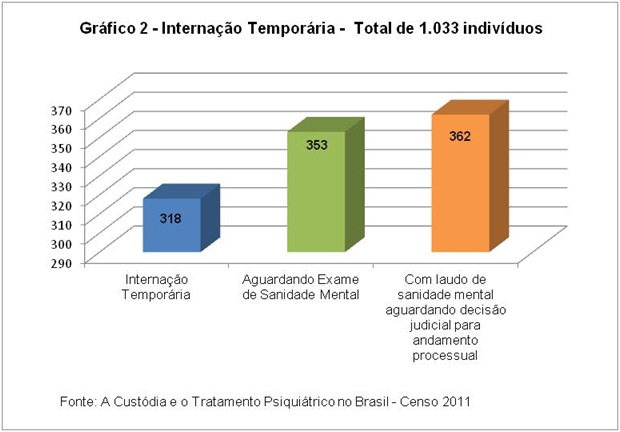 Gráfico 2 - Internação Temporária - Total de 1.033 indivíduos
370
360
350
340
330
320
310
300
290
318
353
362
Internação
Temporária
Aguardando Exame
de Sanidade Mental
Com laudo de
sanidade mental
aguardando decisão
judicial para
andamento
processual
Fonte: A Custódia e o Tratamento Psiquiátrico no Brasil - Censo 2011